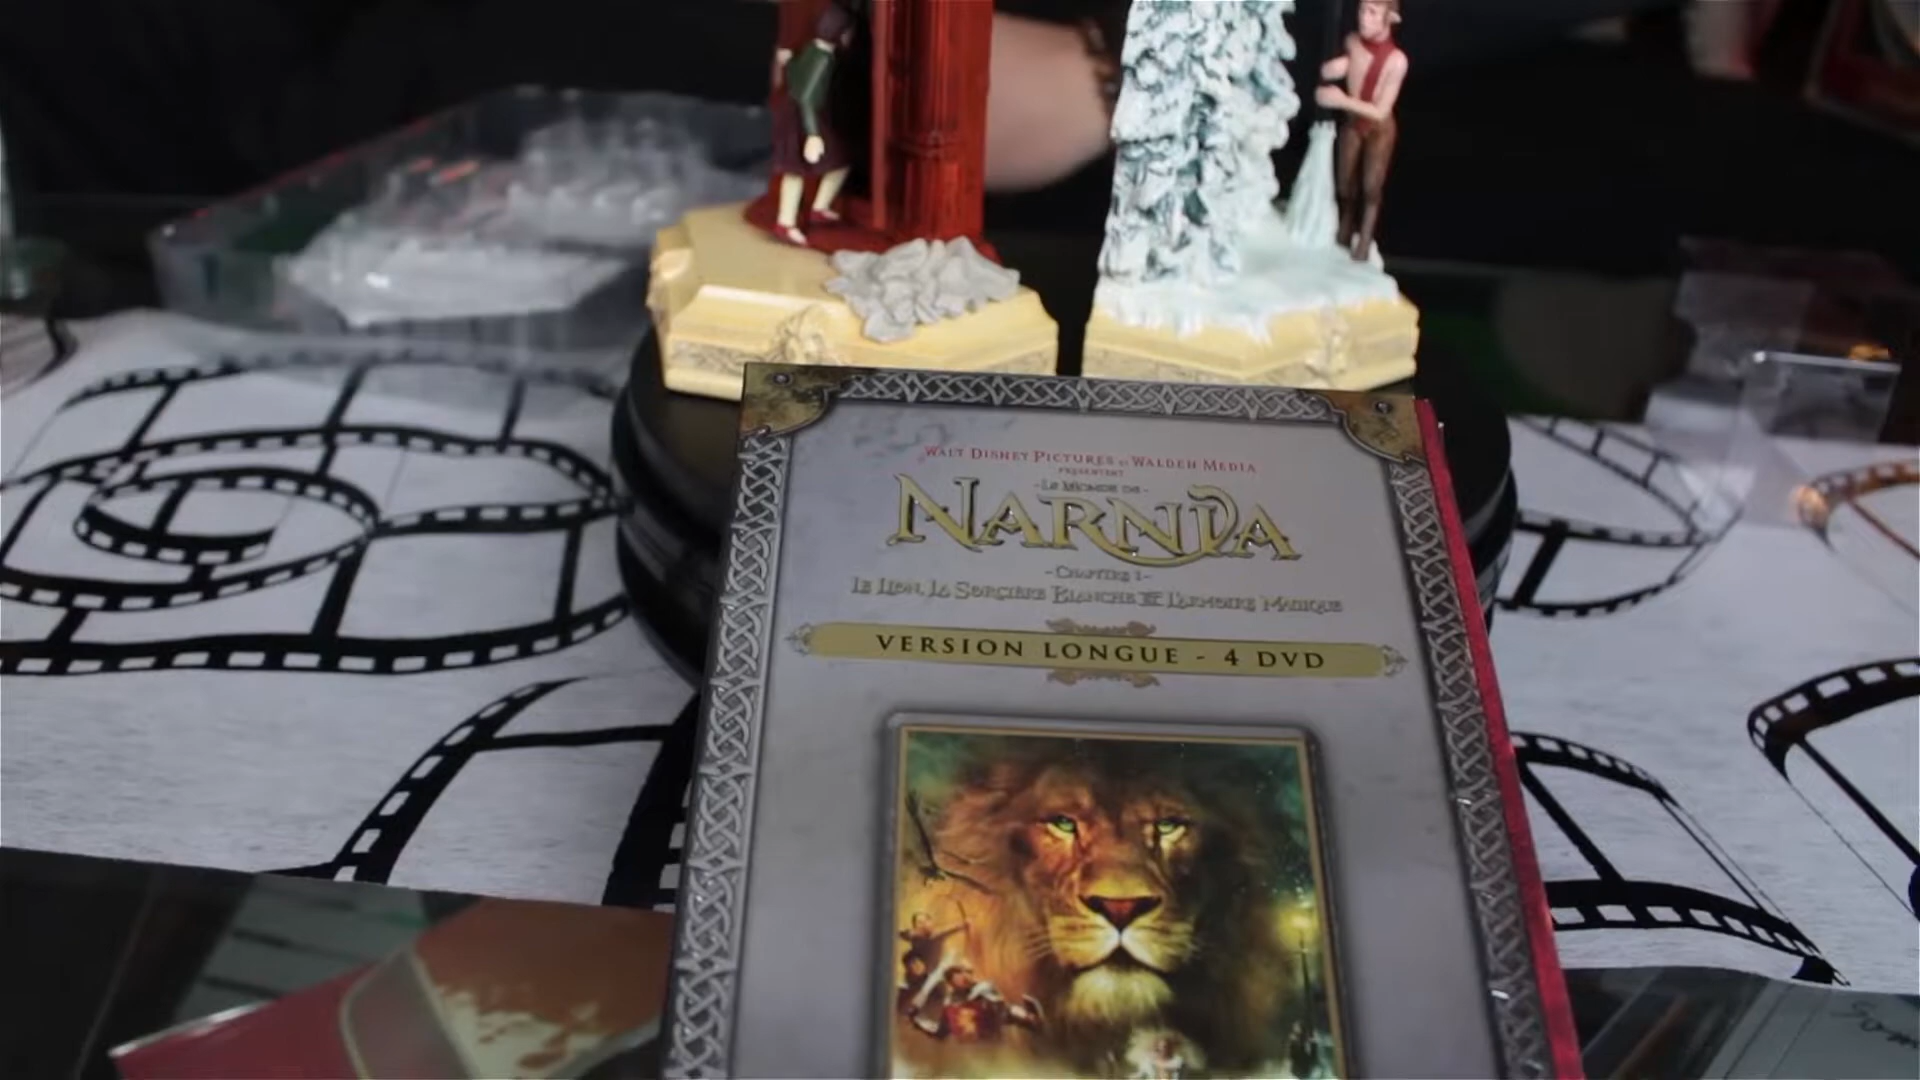 WALT DISNEY PICTURES ET WALDEN MEDIA
PRÉSENTENT
- LE MONDE DE -
NARNIA
- CHAPITRE 1 -
LE LION, LA SORCIÈRE BLANCHE ET L'ARMOIRE MAGIQUE
VERSION LONGUE - 4 DVD